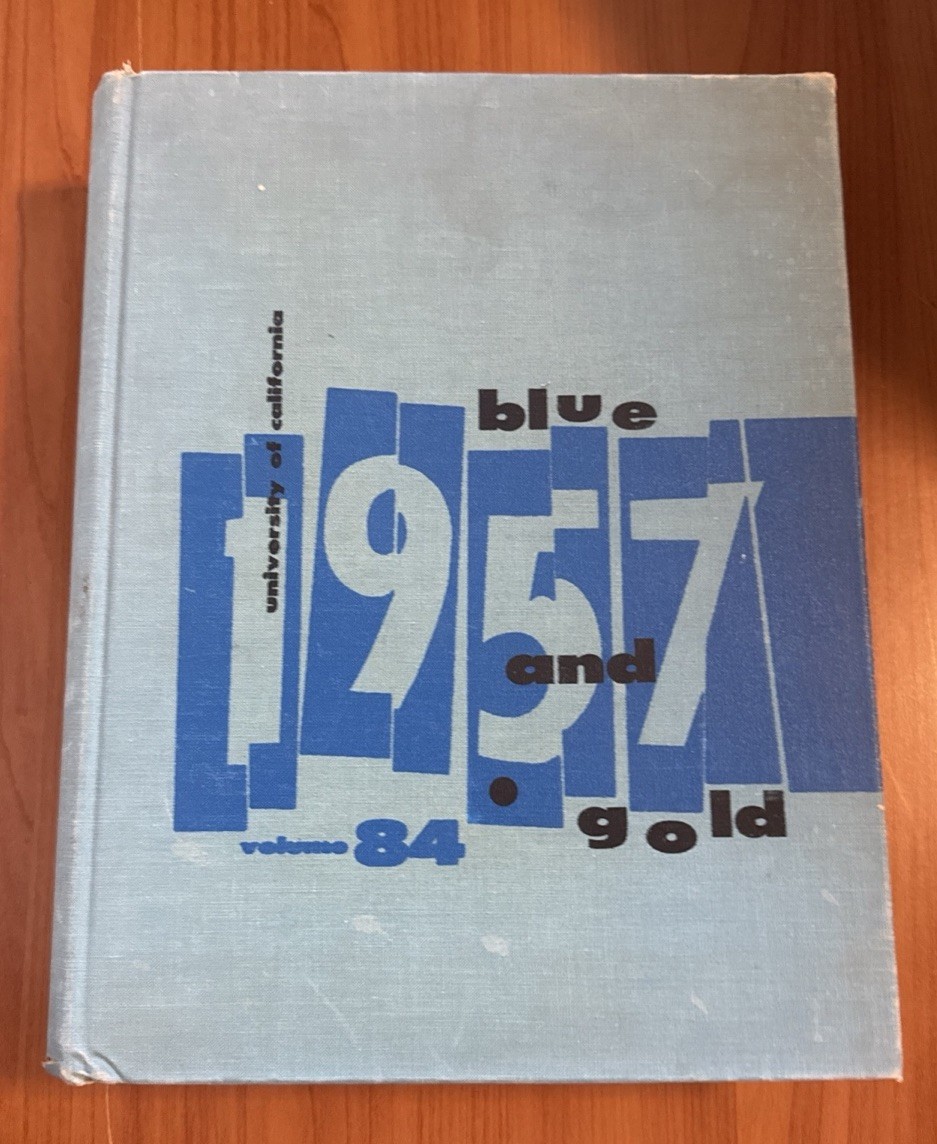 university of california
blue
1957
and
gold
volume 84